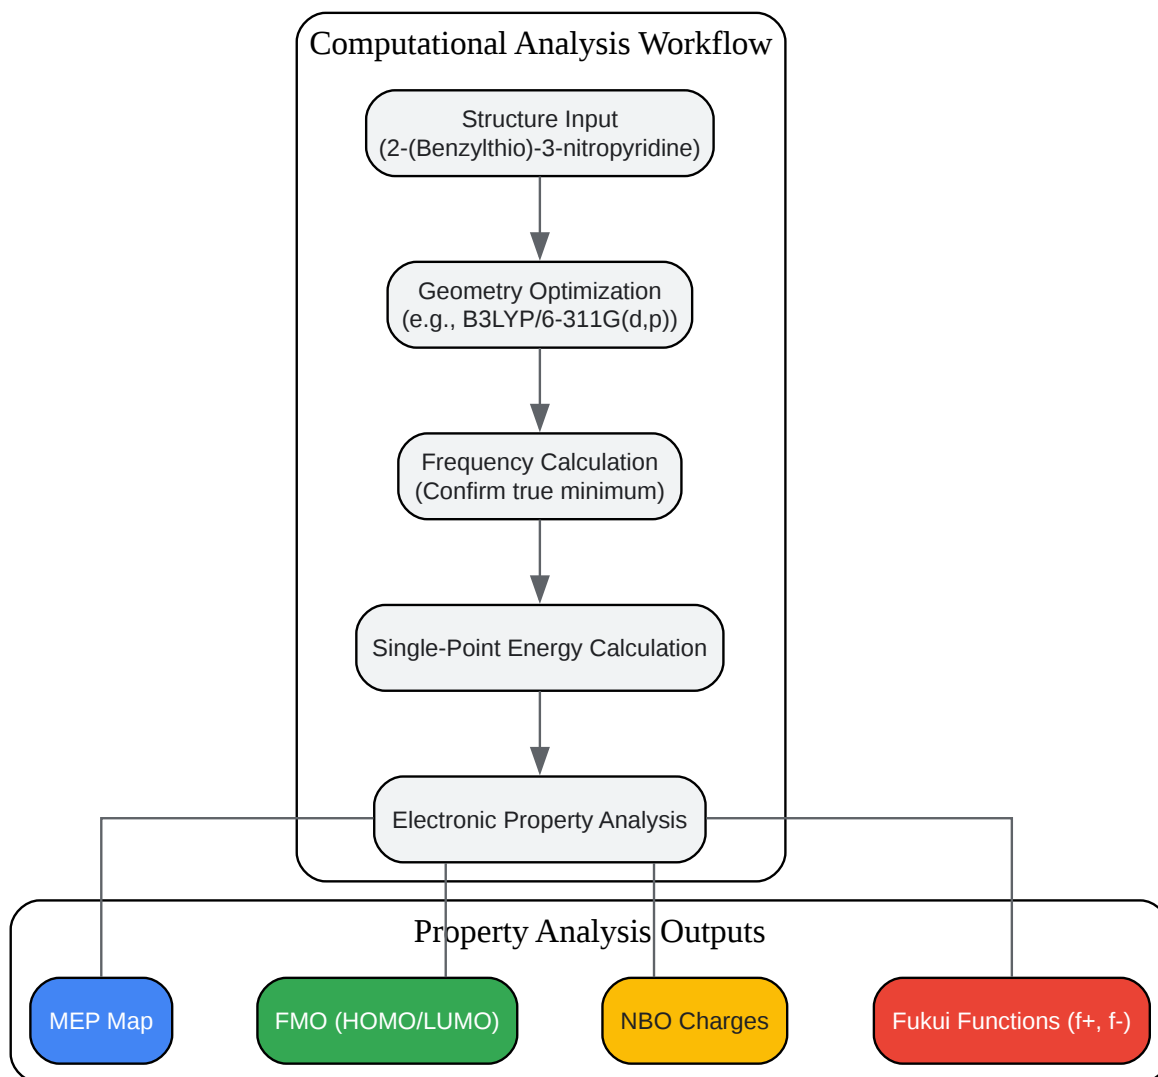 Computational Analysis Workflow
Structure Input
(2-(Benzylthio)-3-nitropyridine)
Geometry Optimization
(e.g., B3LYP/6-311G(d,p))
Frequency Calculation
(Confirm true minimum)
Single-Point Energy Calculation
Electronic Property Analysis
Property Analysis Outputs
MEP Map
FMO (HOMO/LUMO)
NBO Charges
Fukui Functions (f+, f-)